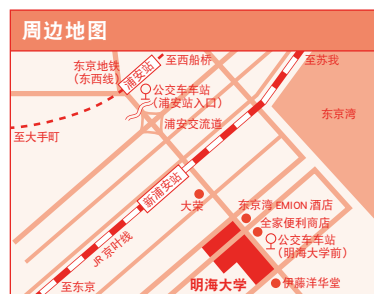 周边地图
至西船桥
至苏我
东京地铁
（东西线）
浦安站
公交车车站
（浦安站入口）
东京湾
浦安交流道
至大手町
新浦安站
大荣
东京湾 EMION 酒店
全家便利商店
公交车车站
（明海大学前）
JR 京叶线
至东京
明海大学
伊藤洋华堂